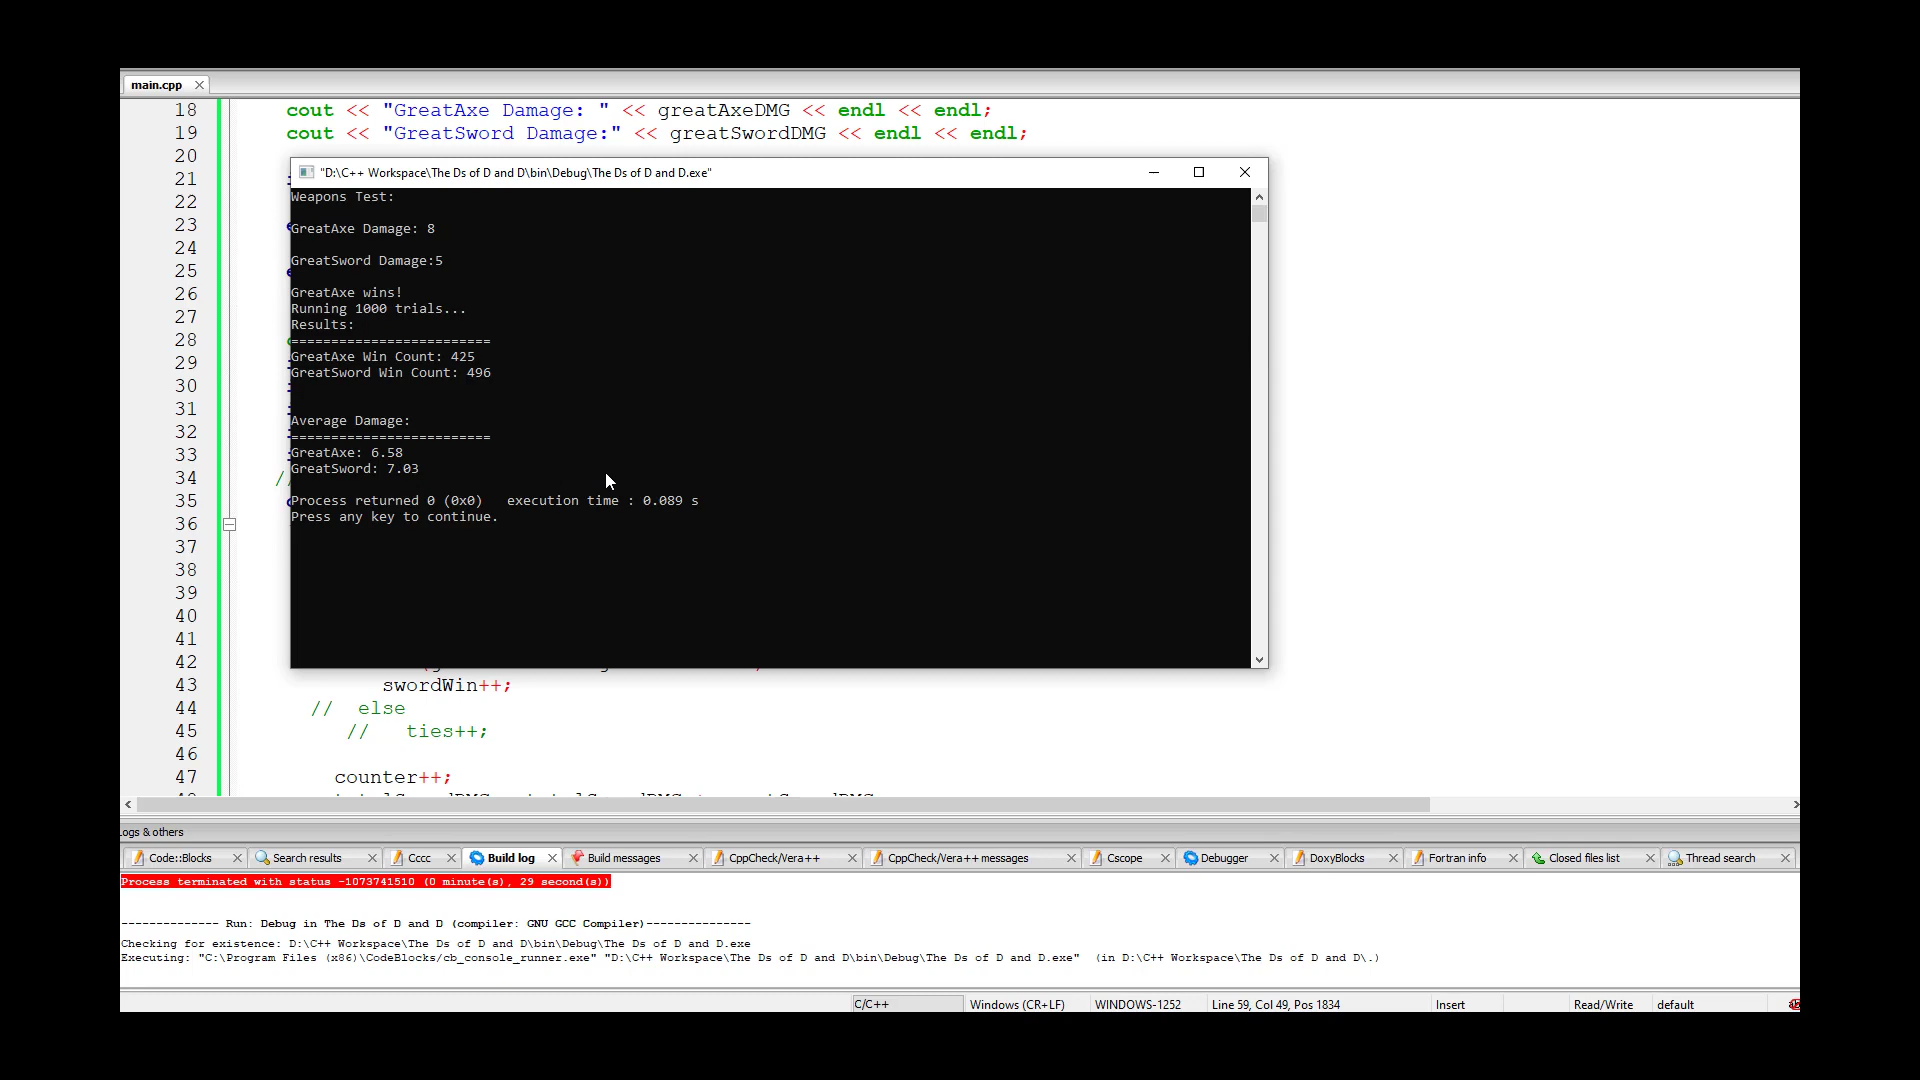 main.cpp
18 cout << "GreatAxe Damage: " << greatAxeDMG << endl << endl;
19 cout << "GreatSword Damage:" << greatSwordDMG << endl << endl;
20
"D:\C++ Workspace\The Ds of D and D\bin\Debug\The Ds of D and D.exe"
21
22
23
24
25
26
27
28
29
30
31
32
33
34 /
35
36
37
38
39
40
41
42
Weapons Test:
GreatAxe Damage: 8
GreatSword Damage:5
GreatAxe wins!
Running 1000 trials...
Results:
=========================
GreatAxe Win Count: 425
GreatSword Win Count: 496
Average Damage:
=========================
GreatAxe: 6.58
GreatSword: 7.03
Process returned 0 (0x0)   execution time : 0.089 s
Press any key to continue.
43 swordWin++;
44 //  else
45 //   ties++;
46
47 counter++;
Logs & others
Code::Blocks Search results Cccc Build log Build messages CppCheck/Vera++ CppCheck/Vera++ messages Cscope Debugger DoxyBlocks Fortran info Closed files list Thread search
Process terminated with status -1073741510 (0 minute(s), 29 second(s))
-------------- Run: Debug in The Ds of D and D (compiler: GNU GCC Compiler)---------------
Checking for existence: D:\C++ Workspace\The Ds of D and D\bin\Debug\The Ds of D and D.exe
Executing: "C:\Program Files (x86)\CodeBlocks/cb_console_runner.exe" "D:\C++ Workspace\The Ds of D and D\bin\Debug\The Ds of D and D.exe"  (in D:\C++ Workspace\The Ds of D and D\.)
C/C++ Windows (CR+LF) WINDOWS-1252 Line 59, Col 49, Pos 1834 Insert Read/Write default